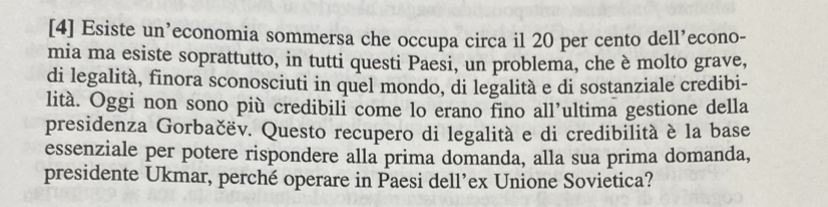 [4] Esiste un'economia sommersa che occupa circa il 20 per cento dell'econo-
mia ma esiste soprattutto, in tutti questi Paesi, un problema, che è molto grave,
di legalità, finora sconosciuti in quel mondo, di legalità e di sostanziale credibi-
lità. Oggi non sono più credibili come lo erano fino all'ultima gestione della
presidenza Gorbačëv. Questo recupero di legalità e di credibilità è la base
essenziale per potere rispondere alla prima domanda, alla sua prima domanda,
presidente Ukmar, perché operare in Paesi dell'ex Unione Sovietica?